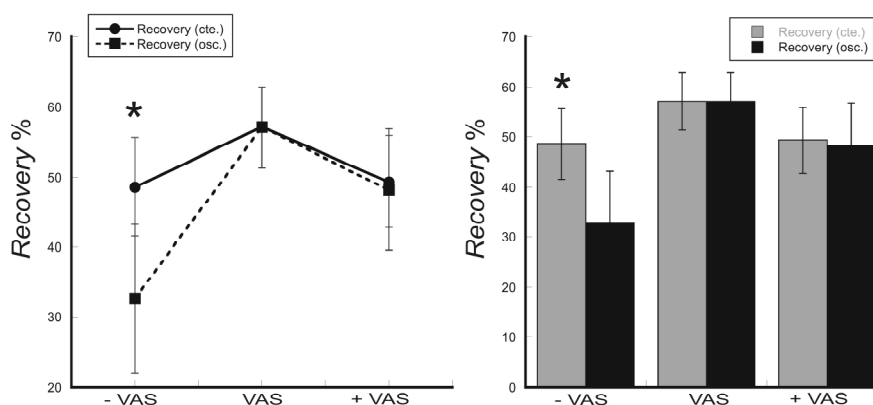 Recovery (cte.)
Recovery (osc.)
70
60
50
40
30
20
Recovery %
*
- VAS VAS + VAS
Recovery (cte.)
Recovery (osc.)
70
60
50
40
30
20
10
0
Recovery %
*
- VAS VAS + VAS